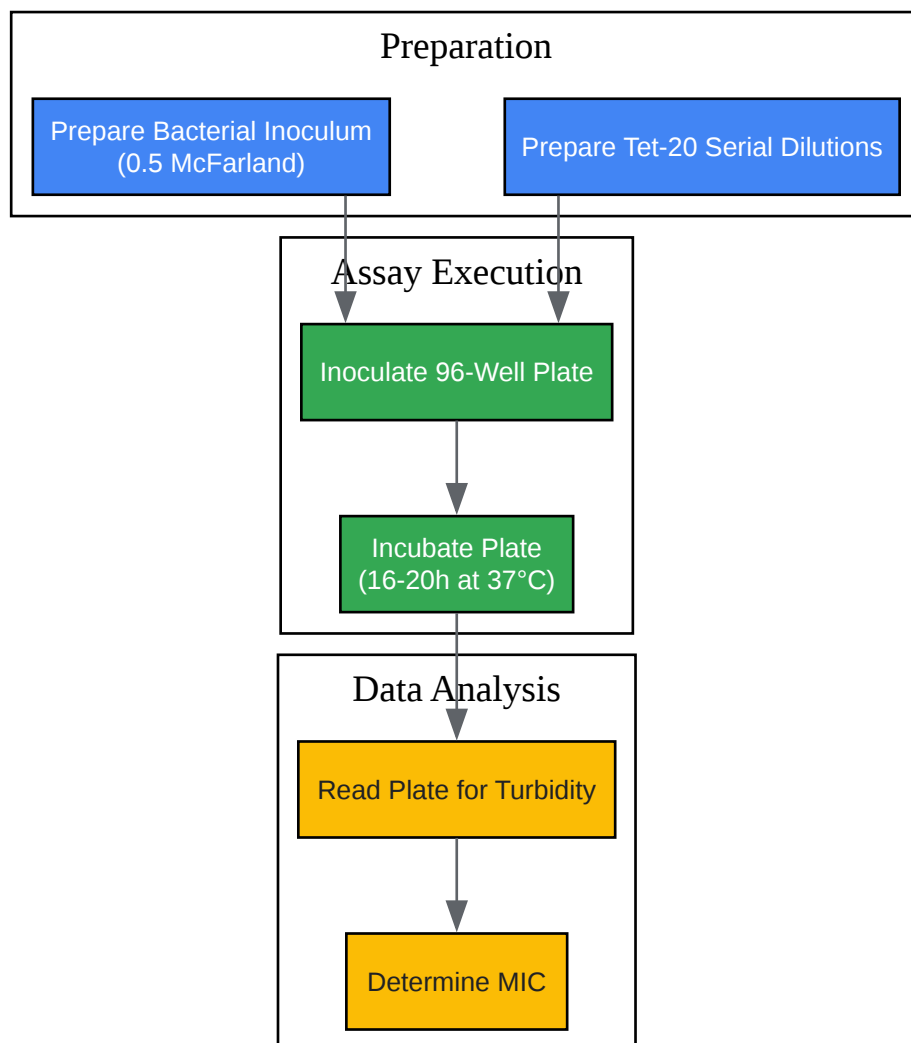 Preparation
Prepare Bacterial Inoculum
(0.5 McFarland)
Prepare Tet-20 Serial Dilutions
Assay Execution
Inoculate 96-Well Plate
Incubate Plate
(16-20h at 37°C)
Data Analysis
Read Plate for Turbidity
Determine MIC